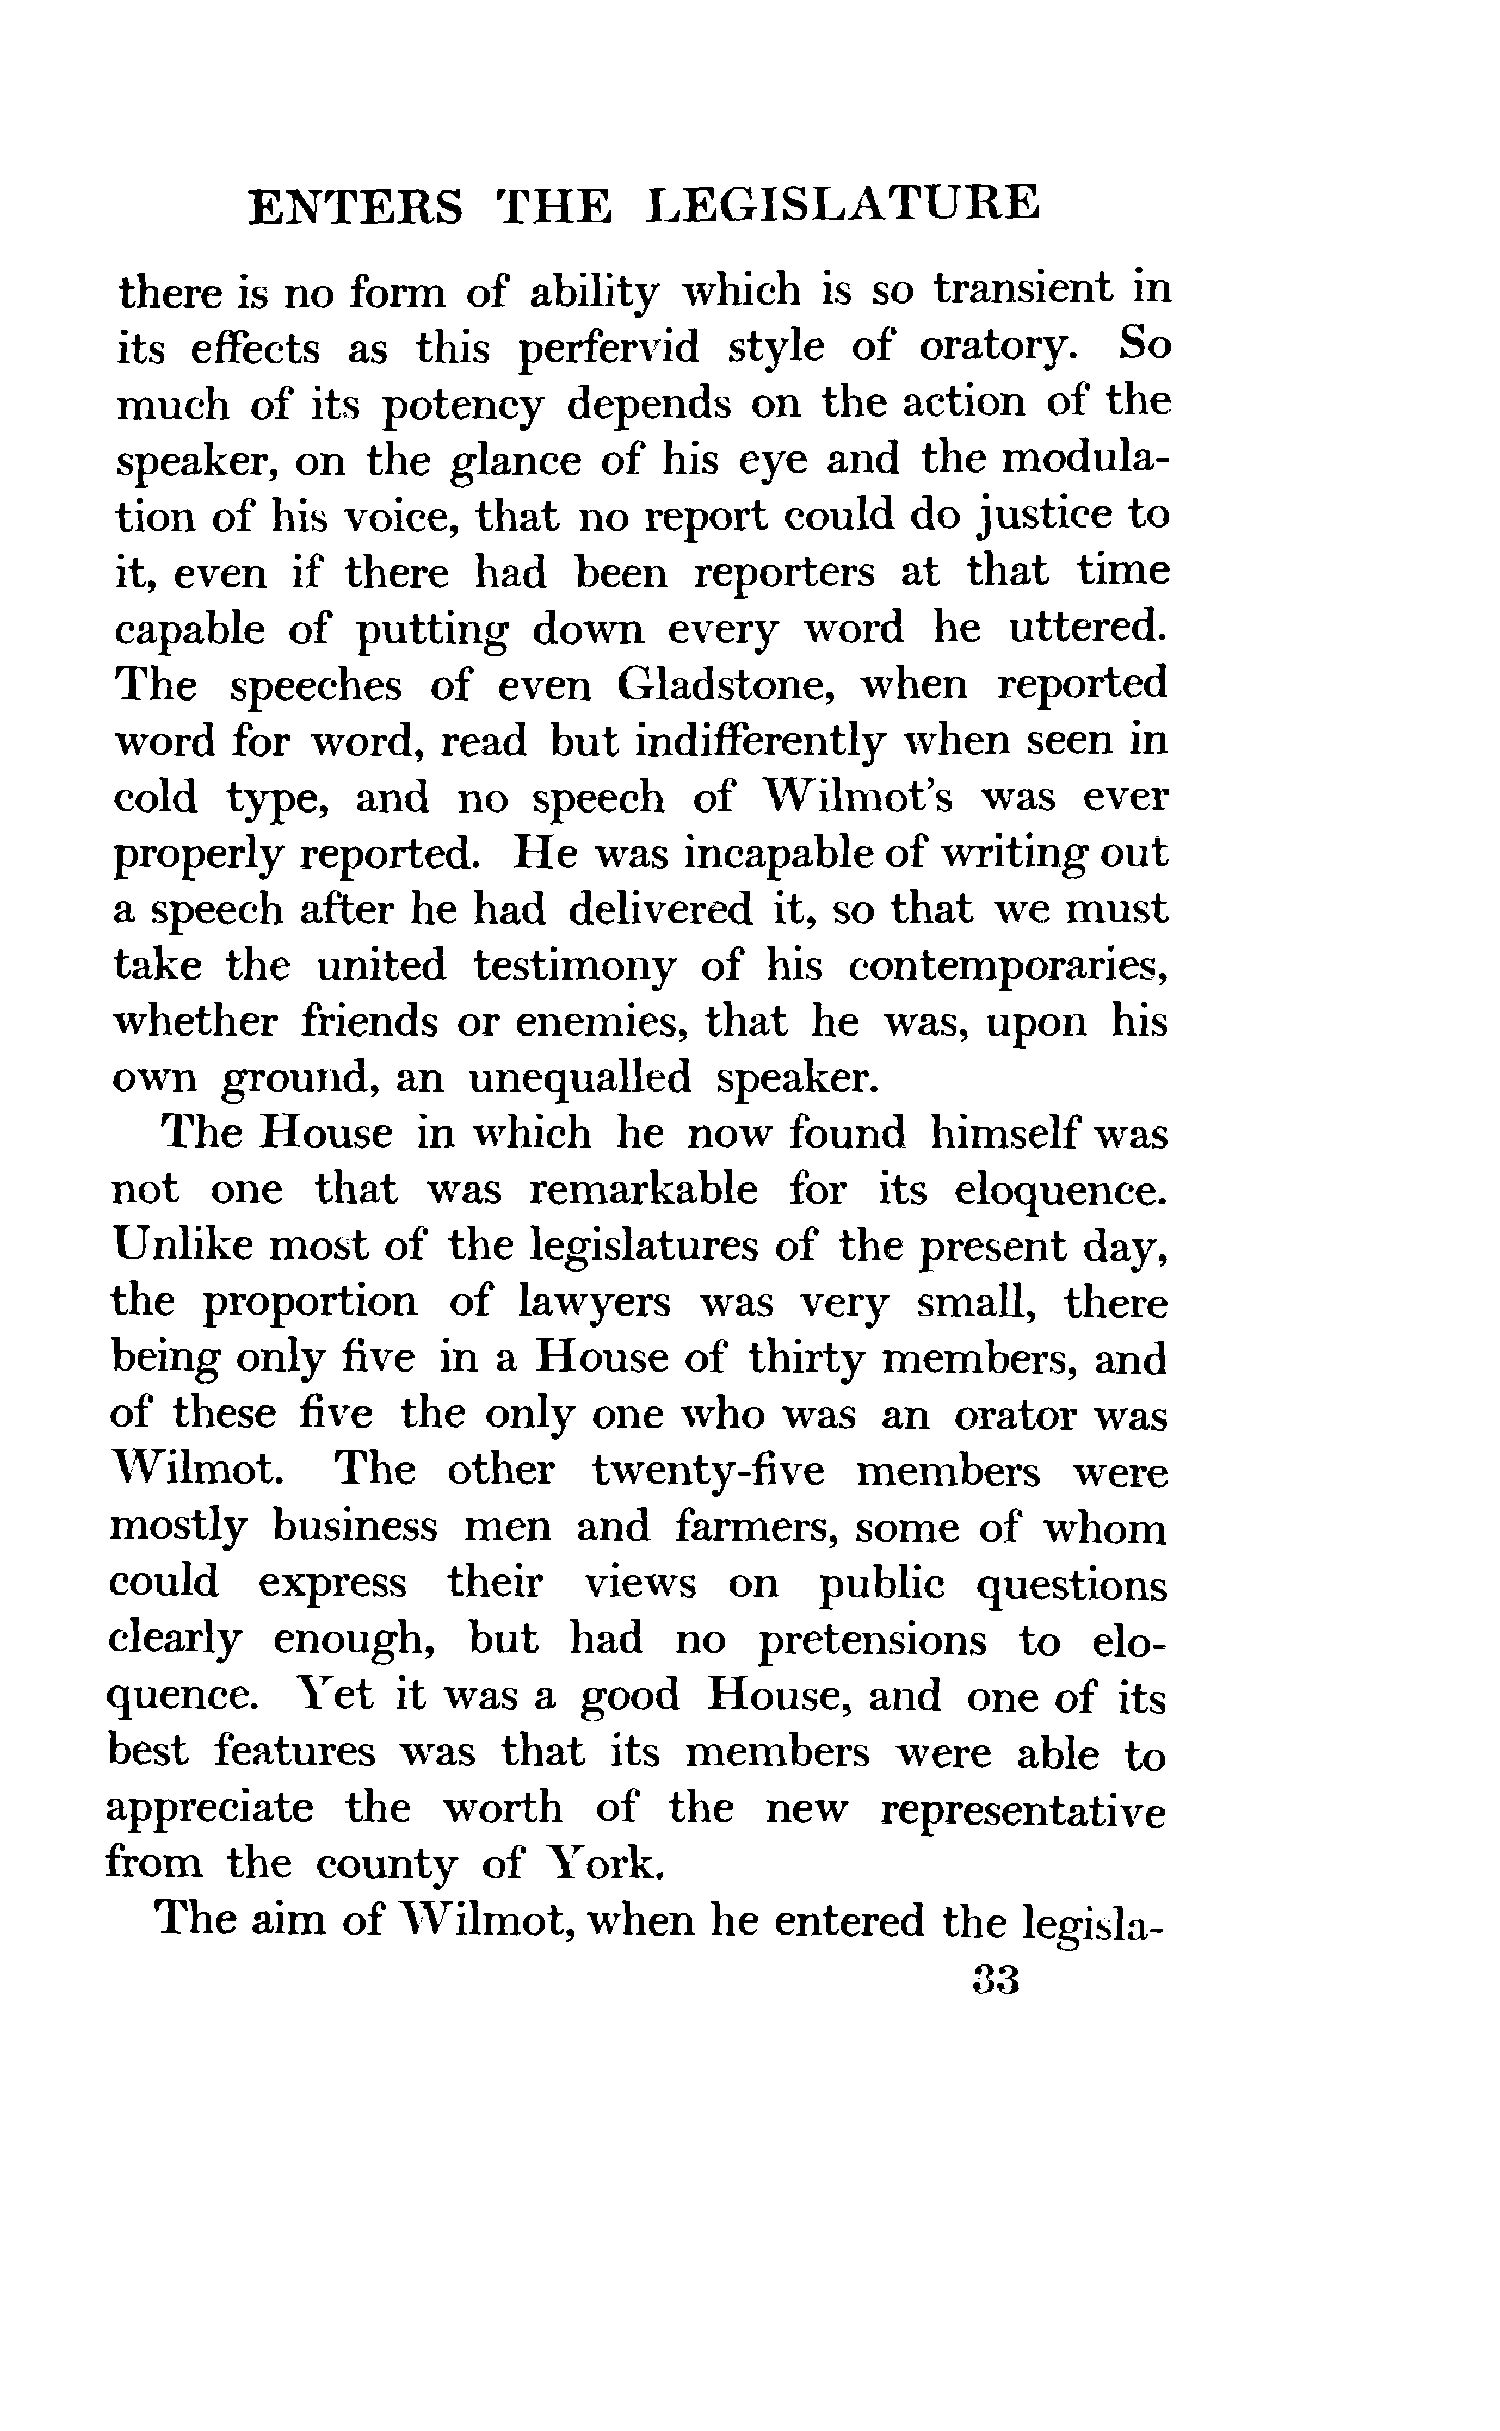 ENTERS THE LEGISLATURE
there is no form of ability which is so transient in
its effects as this perfervid style of oratory. So
much of its potency depends on the action of the
speaker, on the glance of his eye and the modula-
tion of his voice, that no report could do justice to
it, even if there had been reporters at that time
capable of putting down every word he uttered.
The speeches of even Gladstone, when reported
word for word, read but indifferently when seen in
cold type, and no speech of Wilmot's was ever
properly reported. He was incapable of writing out
a speech after he had delivered it, so that we must
take the united testimony of his contemporaries,
whether friends or enemies, that he was, upon his
own ground, an unequalled speaker.
The House in which he now found himself was
not one that was remarkable for its eloquence.
Unlike most of the legislatures of the present day,
the proportion of lawyers was very small, there
being only five in a House of thirty members, and
of these five the only one who was an orator was
Wilmot. The other twenty-five members were
mostly business men and farmers, some of whom
could express their views on public questions
clearly enough, but had no pretensions to elo-
quence. Yet it was a good House, and one of its
best features was that its members were able to
appreciate the worth of the new representative
from the county of York.
The aim of Wilmot, when he entered the legisla-
33